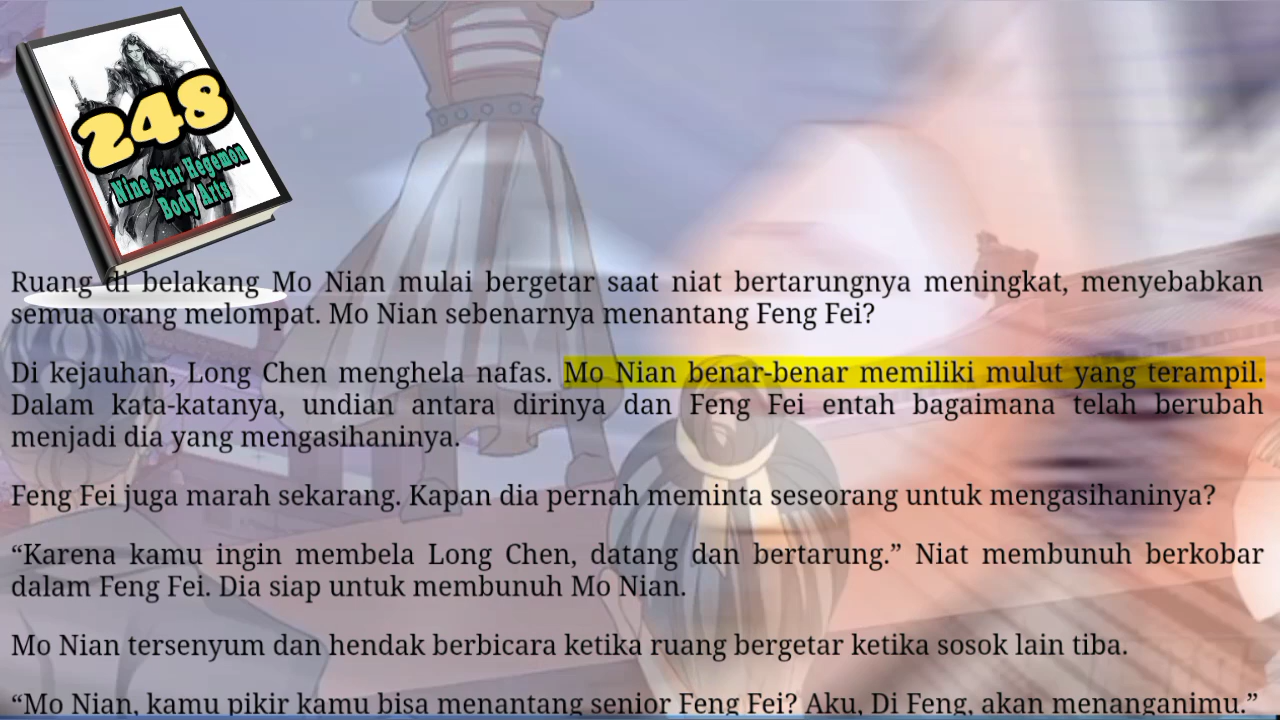 248
Nine Star Hegemon
Body Arts
Ruang di belakang Mo Nian mulai bergetar saat niat bertarungnya meningkat, menyebabkan
semua orang melompat. Mo Nian sebenarnya menantang Feng Fei?
Di kejauhan, Long Chen menghela nafas. Mo Nian benar-benar memiliki mulut yang terampil.
Dalam kata-katanya, undian antara dirinya dan Feng Fei entah bagaimana telah berubah
menjadi dia yang mengasihaninya.
Feng Fei juga marah sekarang. Kapan dia pernah meminta seseorang untuk mengasihaninya?
“Karena kamu ingin membela Long Chen, datang dan bertarung.” Niat membunuh berkobar
dalam Feng Fei. Dia siap untuk membunuh Mo Nian.
Mo Nian tersenyum dan hendak berbicara ketika ruang bergetar ketika sosok lain tiba.
“Mo Nian, kamu pikir kamu bisa menantang senior Feng Fei? Aku, Di Feng, akan menanganimu.”